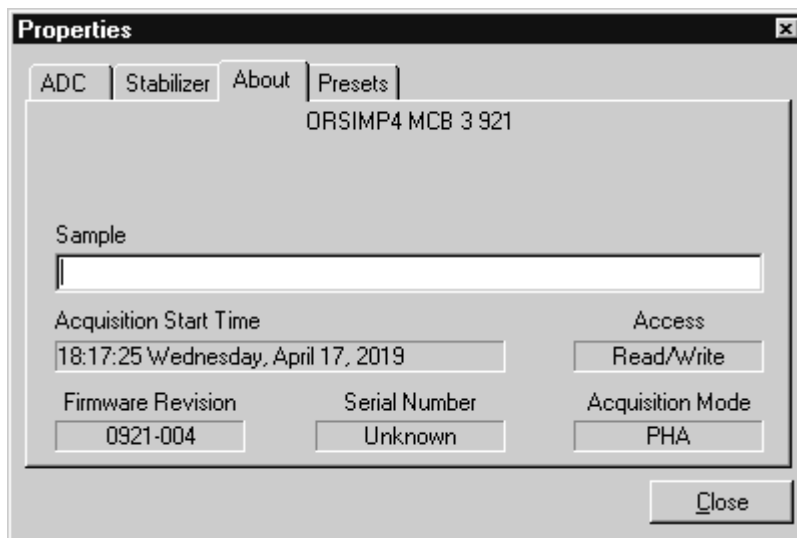 Properties
ADC Stabilizer About Presets
ORSIMP4 MCB 3 921
Sample
Acquisition Start Time Access
18:17:25 Wednesday, April 17, 2019 Read/Write
Firmware Revision Serial Number Acquisition Mode
0921-004 Unknown PHA
Close